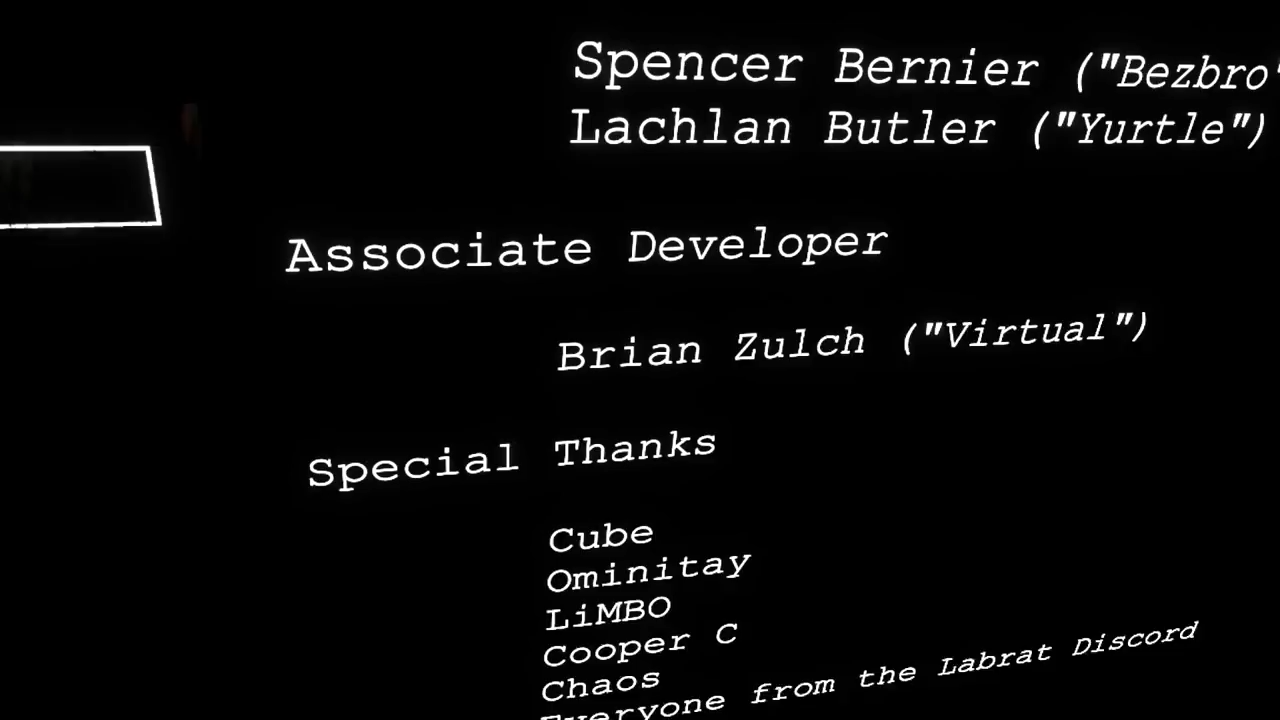 Spencer Bernier ("Bezbro"
Lachlan Butler ("Yurtle")
Associate Developer
Brian Zulch ("Virtual")
Special Thanks
Cube
Ominitay
LiMBO
Cooper C
Chaos
Everyone from the Labrat Discord